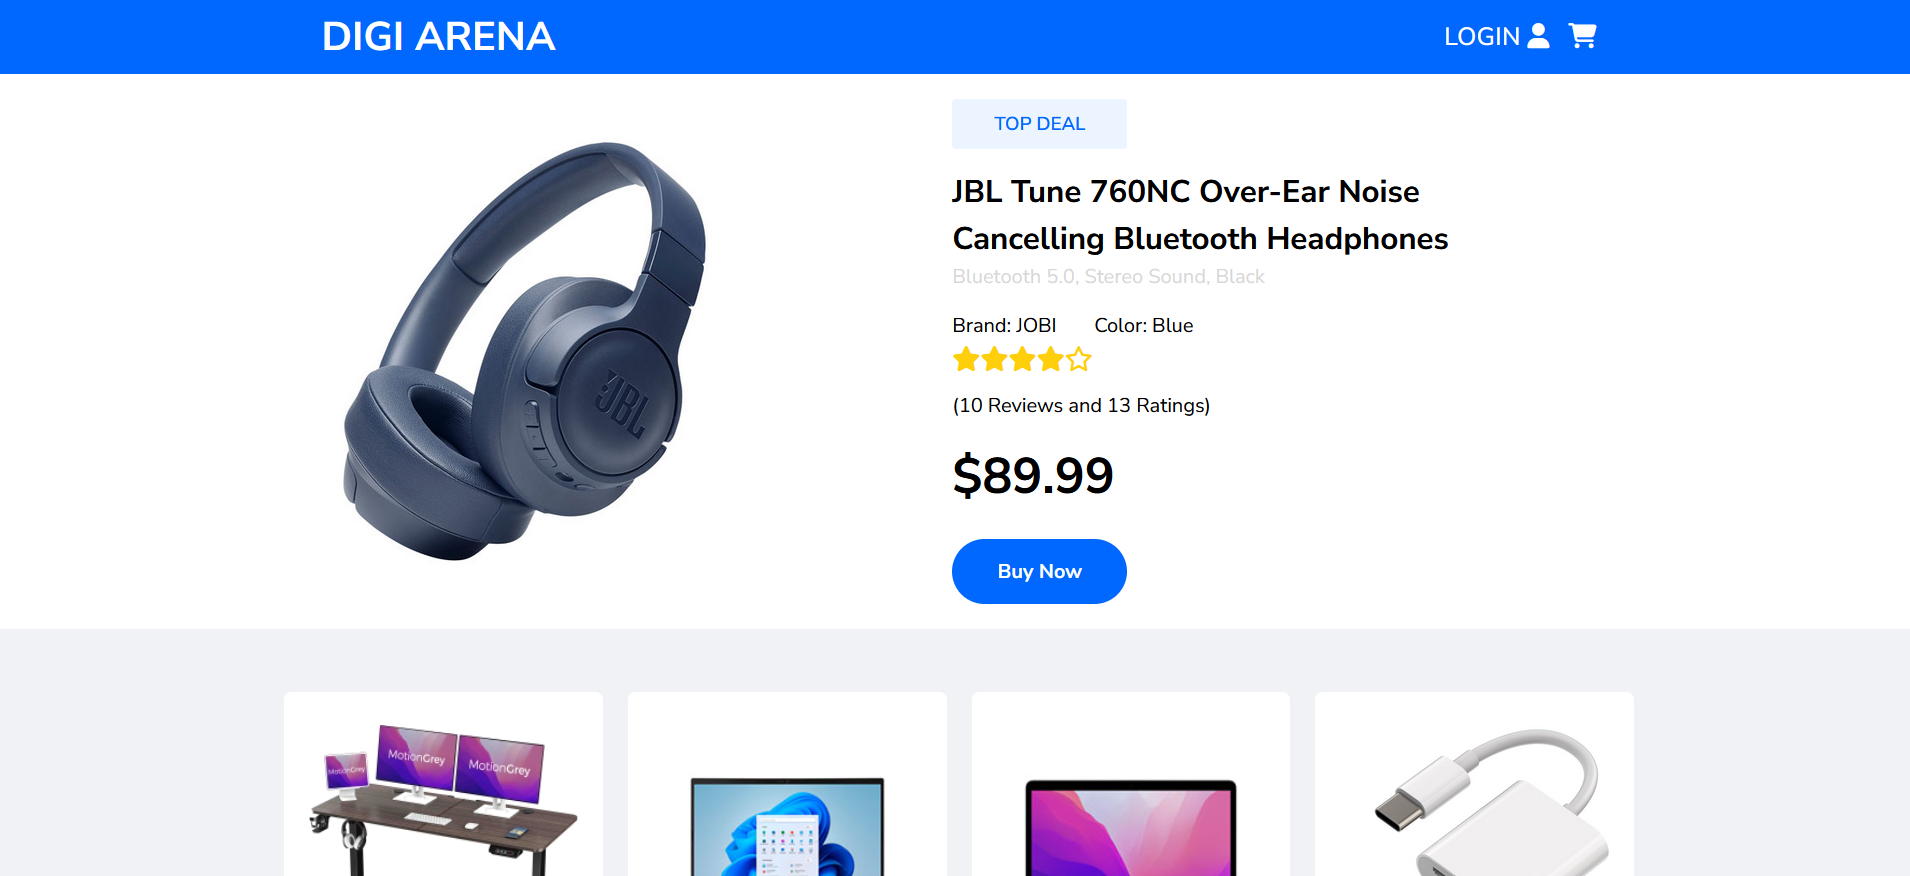 DIGI ARENA
LOGIN
TOP DEAL
JBL Tune 760NC Over-Ear Noise
Cancelling Bluetooth Headphones
Bluetooth 5.0, Stereo Sound, Black
Brand: JOBI Color: Blue
(10 Reviews and 13 Ratings)
$89.99
Buy Now
JBL
MotionGrey
MotionGrey
MotionGrey